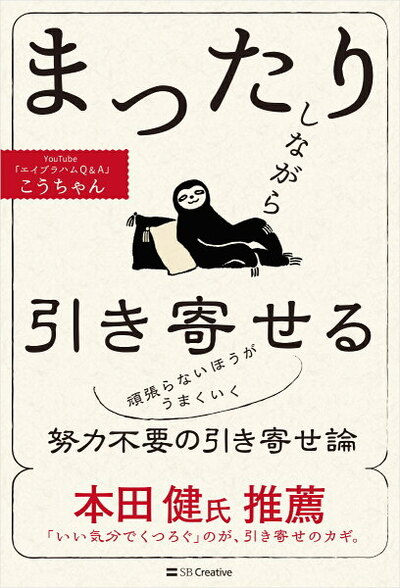 まったり
しながら
YouTube
「エイブラハムQ&A」
こうちゃん
引き寄せる
頑張らないほうが
うまくいく
努力不要の引き寄せ論
本田健氏 推薦
「いい気分でくつろぐ」のが、引き寄せのカギ。
SB Creative